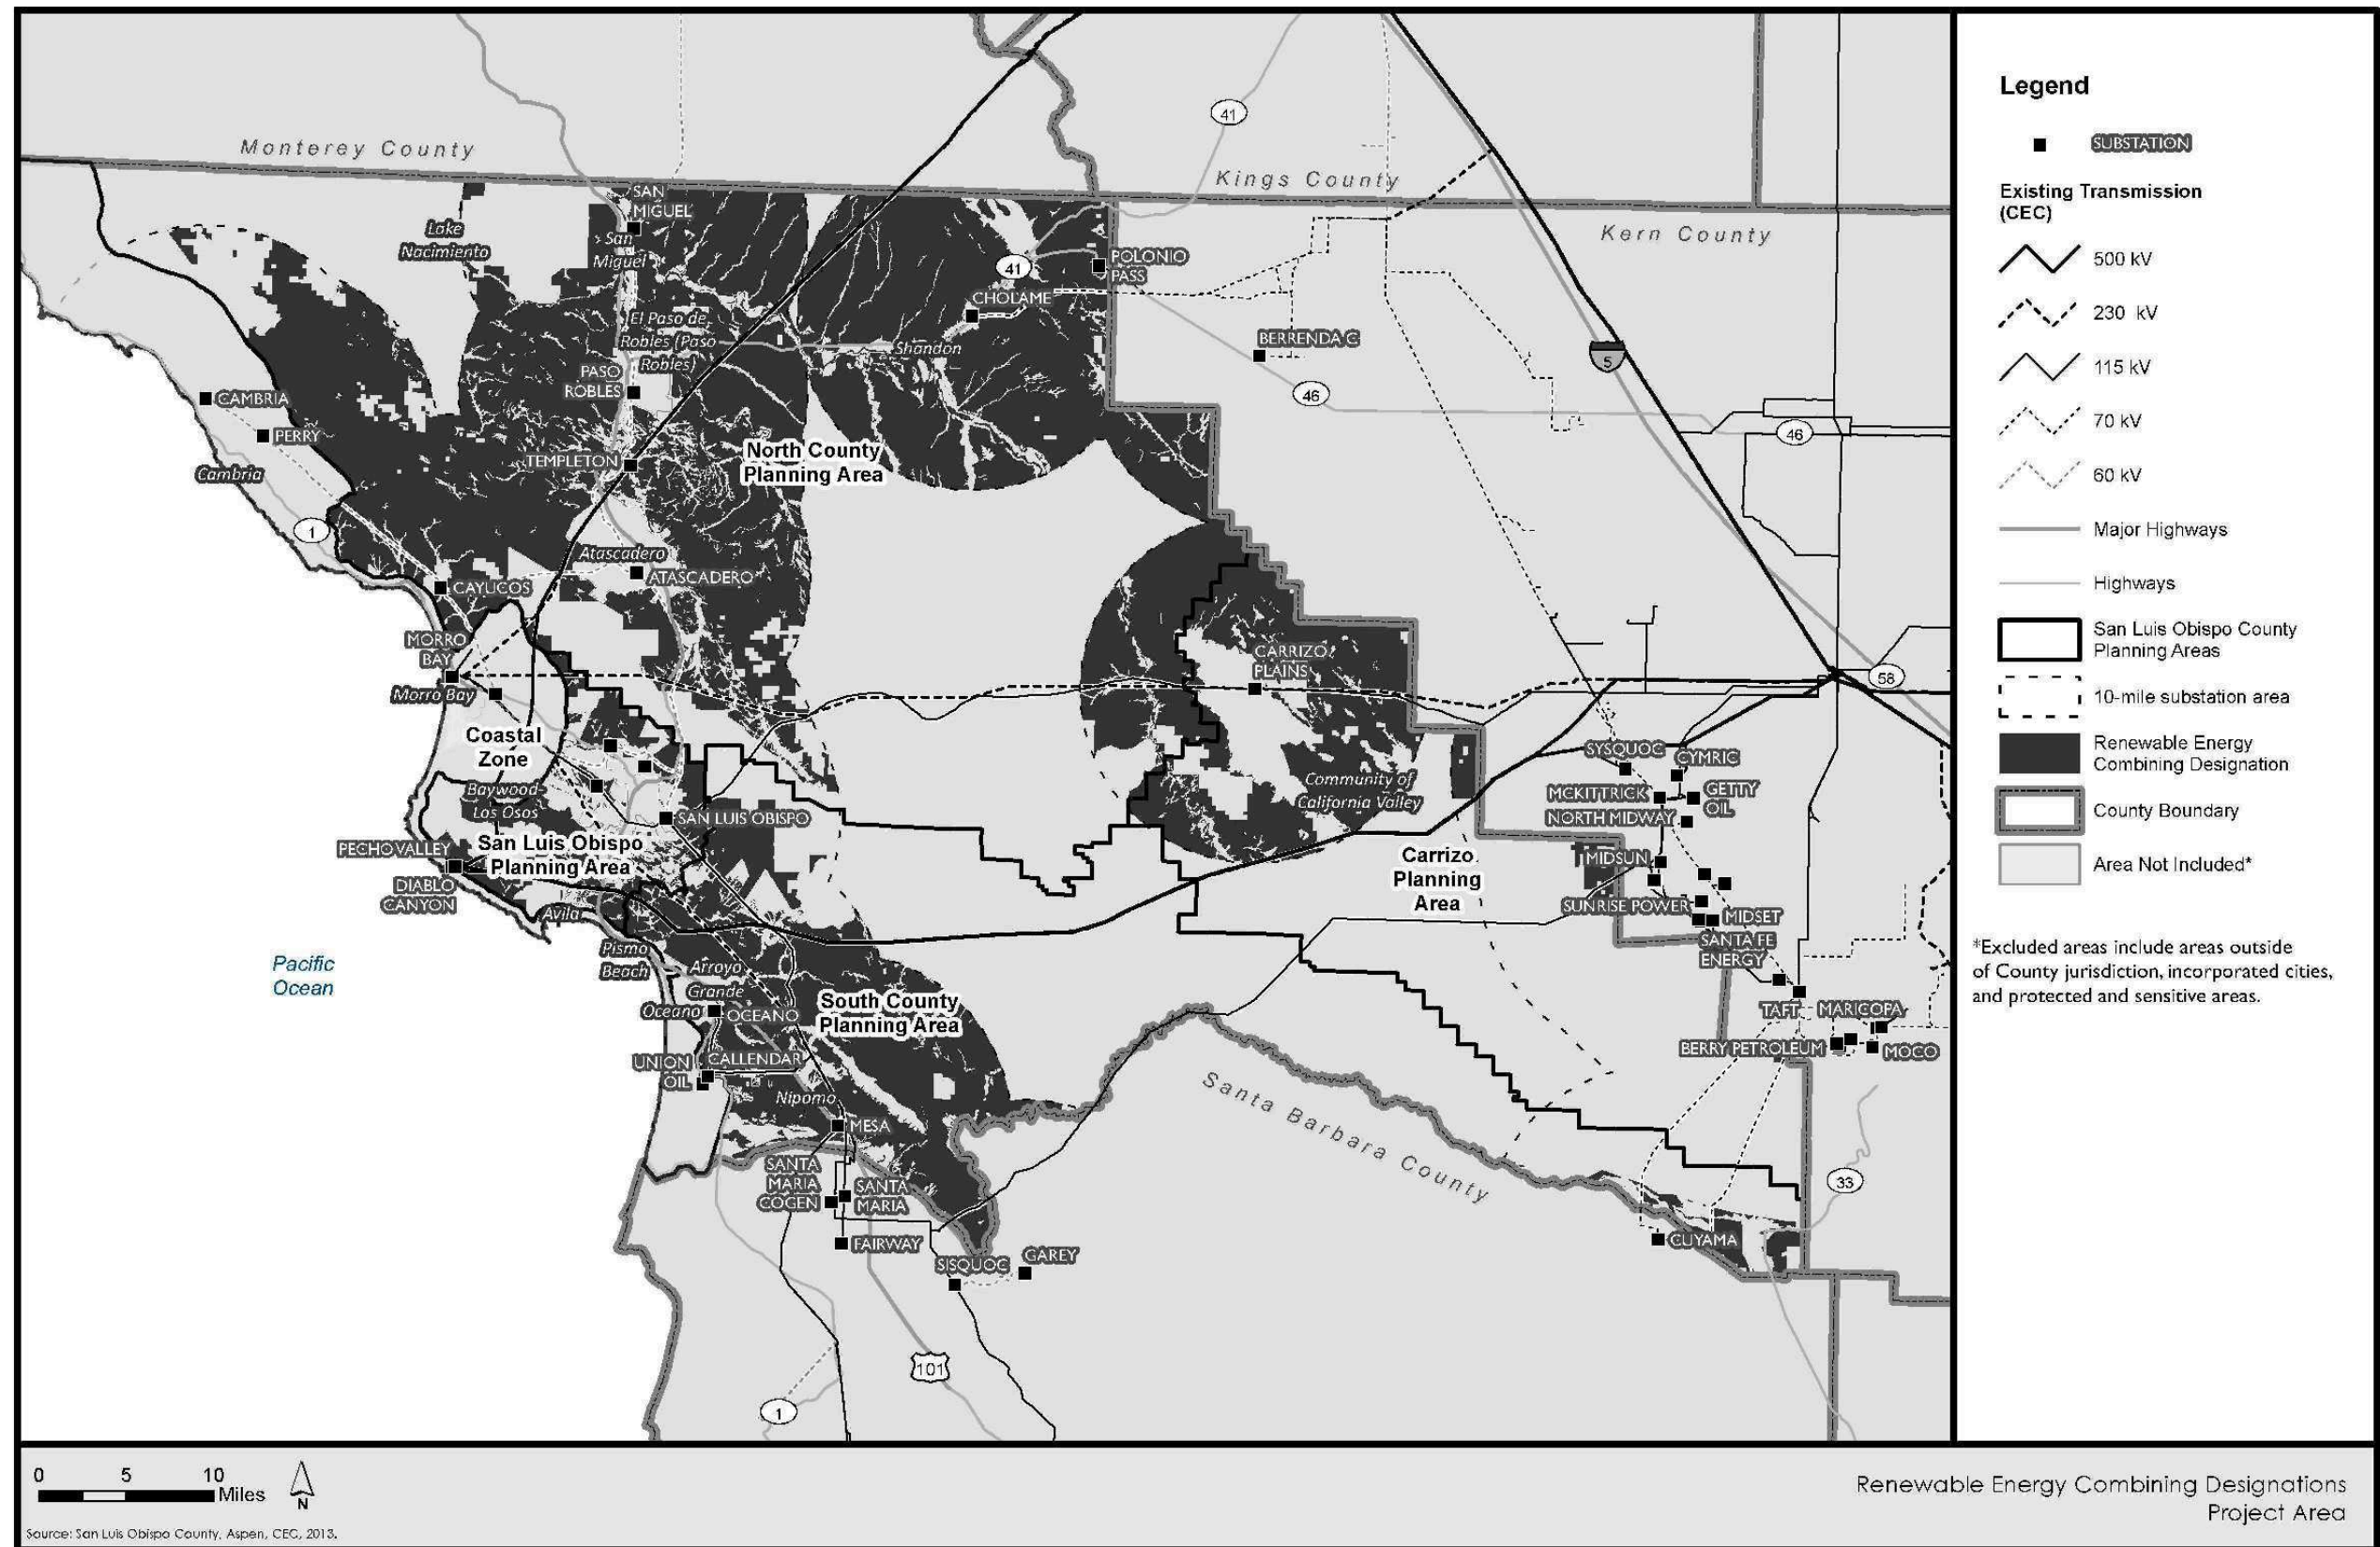 Monterey County
Kings County
Kern County
41
SAN
MIGUEL
San
Miguel
Lake
Nacimiento
41
POLONIO
PASS
CHOLAME
El Paso de
Robles (Paso
Robles)
Shandon
BERRENDA C
5
PASO
ROBLES
46
46
CAMBRIA
PERRY
Cambria
TEMPLETON
North County
Planning Area
1
Atascadero
ATASCADERO
CAYUCOS
MORRO
BAY
Morro Bay
CARRIZO
PLAINS
58
Coastal
Zone
SYSQUOC
CYMRIC
Community of
California Valley
Baywood-
Los Osos
MCKITTRICK
GETTY
OIL
NORTH MIDWAY
SAN LUIS OBISPO
PECHO VALLEY
San Luis Obispo
Planning Area
Carrizo
Planning
Area
MIDSUN
DIABLO
CANYON
Avila
SUNRISE POWER
MIDSET
SANTA FE
ENERGY
Pismo
Beach
Pacific
Ocean
Arroyo
Grande
South County
Planning Area
Oceano
OCEANO
TAFT
MARICOPA
BERRY PETROLEUM
MOCO
UNION
OIL
CALLENDAR
Nipomo
MESA
Santa Barbara County
SANTA
MARIA
COGEN
SANTA
MARIA
33
FAIRWAY
CUYAMA
SISQUOC
GAREY
101
1
Legend
SUBSTATION
Existing Transmission
(CEC)
500 kV
230 kV
115 kV
70 kV
60 kV
Major Highways
Highways
San Luis Obispo County
Planning Areas
10-mile substation area
Renewable Energy
Combining Designation
County Boundary
Area Not Included*
*Excluded areas include areas outside
of County jurisdiction, incorporated cities,
and protected and sensitive areas.
0 5 10
Miles
N
Source: San Luis Obispo County, Aspen, CEC, 2013.
Renewable Energy Combining Designations
Project Area